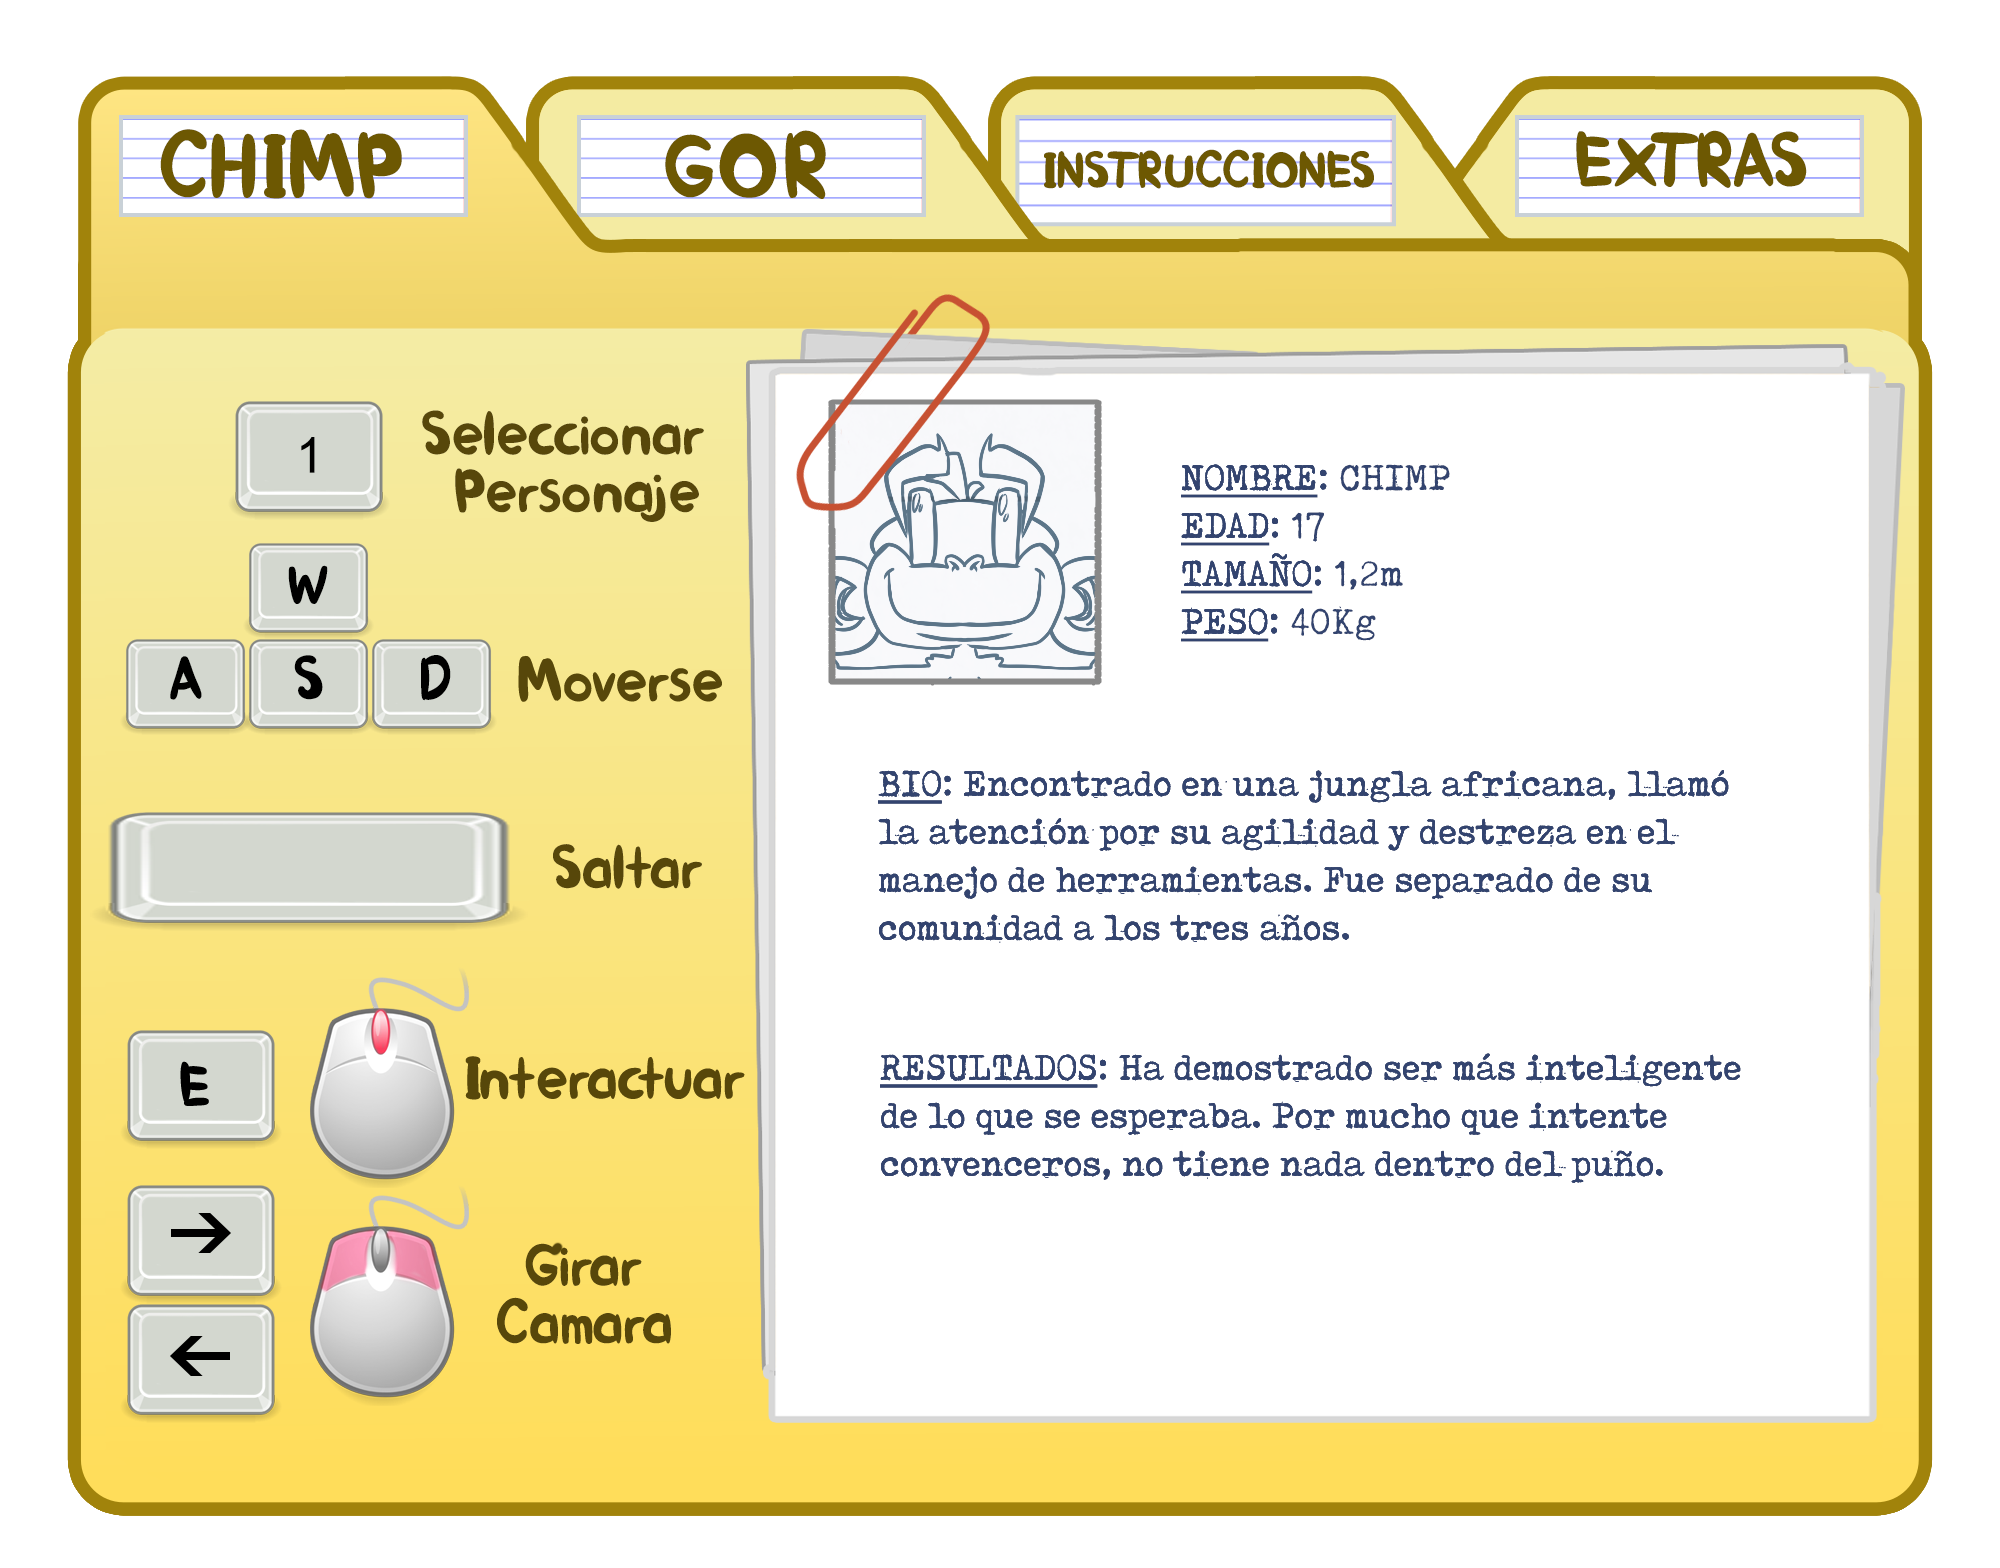 CHIMP
GOR
INSTRUCCIONES
EXTRAS
1
Seleccionar
Personaje
W
A S D
Moverse
Saltar
E
Interactuar
→
←
Girar
Camara
NOMBRE: CHIMP
EDAD: 17
TAMAÑO: 1,2m
PESO: 40Kg
BIO: Encontrado en una jungla africana, llamó
la atención por su agilidad y destreza en el
manejo de herramientas. Fue separado de su
comunidad a los tres años.
RESULTADOS: Ha demostrado ser más inteligente
de lo que se esperaba. Por mucho que intente
convenceros, no tiene nada dentro del puño.